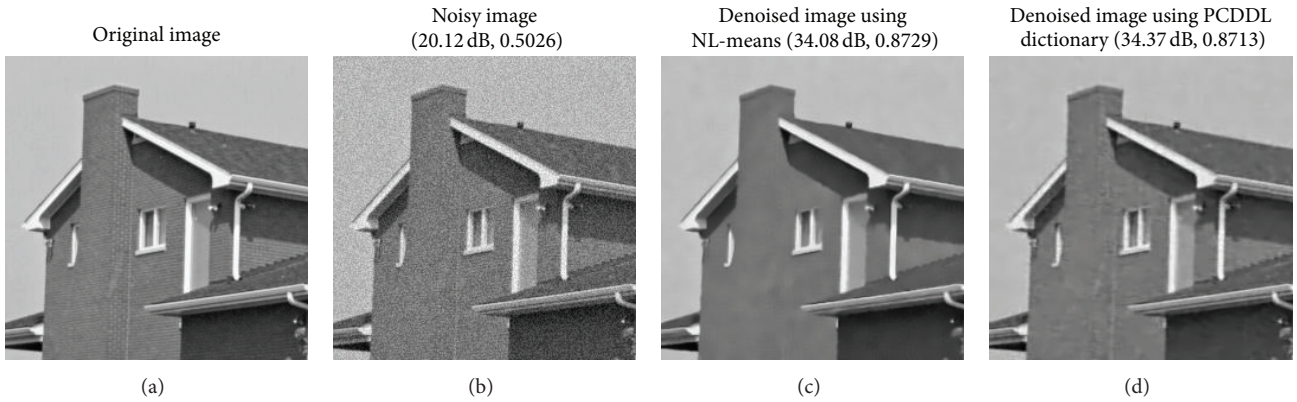 Original image
Noisy image
(20.12 dB, 0.5026)
Denoised image using
NL-means (34.08 dB, 0.8729)
Denoised image using PCDDL
dictionary (34.37 dB, 0.8713)
(a)
(b)
(c)
(d)